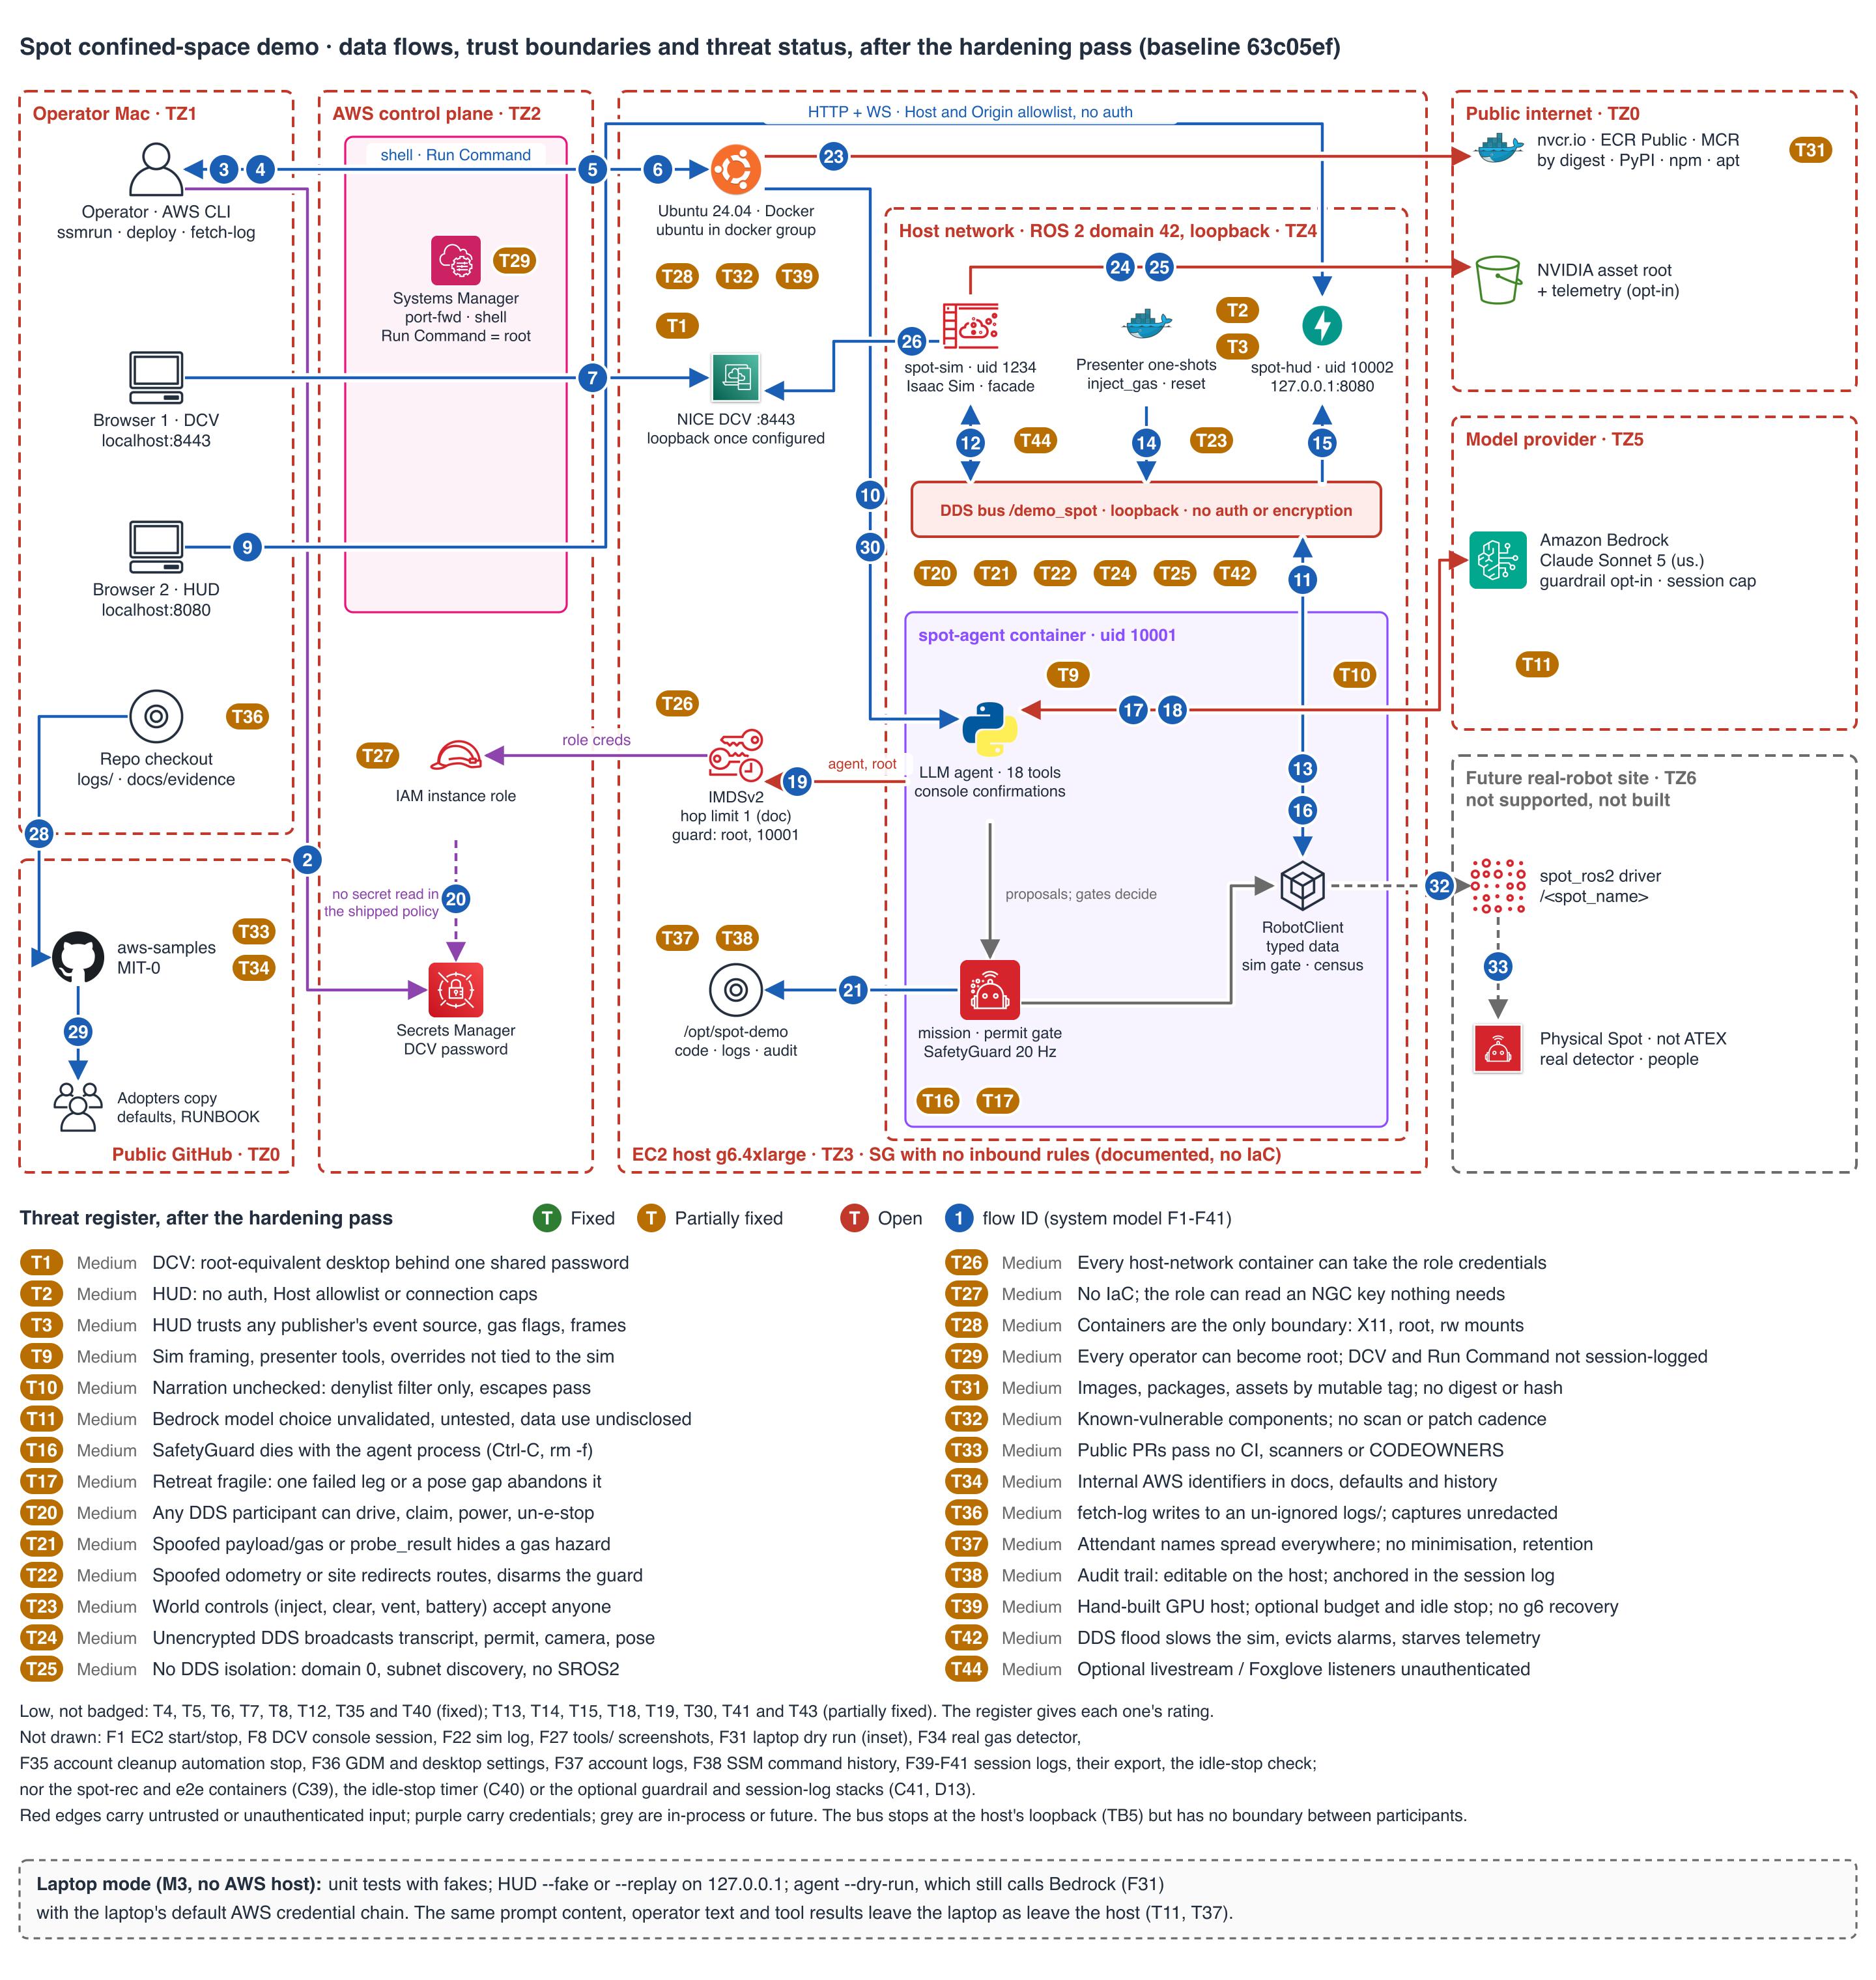 Spot confined-space demo · data flows, trust boundaries and threat status, after the hardening pass (baseline 63c05ef)
Operator Mac · TZ1
3
4
Operator · AWS CLI
ssmrun · deploy · fetch-log
Browser 1 · DCV
localhost:8443
9
Browser 2 · HUD
localhost:8080
T36
Repo checkout
logs/ · docs/evidence
28
2
aws-samples
MIT-0
T33
T34
29
Adopters copy
defaults, RUNBOOK
Public GitHub · TZ0
AWS control plane · TZ2
shell · Run Command
5
T29
Systems Manager
port-fwd · shell
Run Command = root
7
T27
role creds
IAM instance role
no secret read in
the shipped policy
20
Secrets Manager
DCV password
HTTP + WS · Host and Origin allowlist, no auth
6
23
Ubuntu 24.04 · Docker
ubuntu in docker group
T28
T32
T39
T1
NICE DCV :8443
loopback once configured
26
10
30
T26
IMDSv2
hop limit 1 (doc)
guard: root, 10001
agent, root
19
T37
T38
21
/opt/spot-demo
code · logs · audit
EC2 host g6.4xlarge · TZ3 · SG with no inbound rules (documented, no IaC)
Host network · ROS 2 domain 42, loopback · TZ4
24
25
T2
T3
spot-sim · uid 1234
Isaac Sim · facade
Presenter one-shots
inject_gas · reset
spot-hud · uid 10002
127.0.0.1:8080
12
T44
14
T23
15
DDS bus /demo_spot · loopback · no auth or encryption
T20
T21
T22
T24
T25
T42
11
spot-agent container · uid 10001
T9
T10
17
18
LLM agent · 18 tools
console confirmations
13
16
proposals; gates decide
RobotClient
typed data
sim gate · census
mission · permit gate
SafetyGuard 20 Hz
T16
T17
Public internet · TZ0
nvcr.io · ECR Public · MCR
by digest · PyPI · npm · apt
T31
NVIDIA asset root
+ telemetry (opt-in)
Model provider · TZ5
Amazon Bedrock
Claude Sonnet 5 (us.)
guardrail opt-in · session cap
T11
Future real-robot site · TZ6
not supported, not built
32
spot_ros2 driver
/<spot_name>
33
Physical Spot · not ATEX
real detector · people
Threat register, after the hardening pass
T Fixed
T Partially fixed
T Open
1 flow ID (system model F1-F41)
T1 Medium DCV: root-equivalent desktop behind one shared password
T2 Medium HUD: no auth, Host allowlist or connection caps
T3 Medium HUD trusts any publisher's event source, gas flags, frames
T9 Medium Sim framing, presenter tools, overrides not tied to the sim
T10 Medium Narration unchecked: denylist filter only, escapes pass
T11 Medium Bedrock model choice unvalidated, untested, data use undisclosed
T16 Medium SafetyGuard dies with the agent process (Ctrl-C, rm -f)
T17 Medium Retreat fragile: one failed leg or a pose gap abandons it
T20 Medium Any DDS participant can drive, claim, power, un-e-stop
T21 Medium Spoofed payload/gas or probe_result hides a gas hazard
T22 Medium Spoofed odometry or site redirects routes, disarms the guard
T23 Medium World controls (inject, clear, vent, battery) accept anyone
T24 Medium Unencrypted DDS broadcasts transcript, permit, camera, pose
T25 Medium No DDS isolation: domain 0, subnet discovery, no SROS2
T26 Medium Every host-network container can take the role credentials
T27 Medium No IaC; the role can read an NGC key nothing needs
T28 Medium Containers are the only boundary: X11, root, rw mounts
T29 Medium Every operator can become root; DCV and Run Command not session-logged
T31 Medium Images, packages, assets by mutable tag; no digest or hash
T32 Medium Known-vulnerable components; no scan or patch cadence
T33 Medium Public PRs pass no CI, scanners or CODEOWNERS
T34 Medium Internal AWS identifiers in docs, defaults and history
T36 Medium fetch-log writes to an un-ignored logs/; captures unredacted
T37 Medium Attendant names spread everywhere; no minimisation, retention
T38 Medium Audit trail: editable on the host; anchored in the session log
T39 Medium Hand-built GPU host; optional budget and idle stop; no g6 recovery
T42 Medium DDS flood slows the sim, evicts alarms, starves telemetry
T44 Medium Optional livestream / Foxglove listeners unauthenticated
Low, not badged: T4, T5, T6, T7, T8, T12, T35 and T40 (fixed); T13, T14, T15, T18, T19, T30, T41 and T43 (partially fixed). The register gives each one's rating.
Not drawn: F1 EC2 start/stop, F8 DCV console session, F22 sim log, F27 tools/ screenshots, F31 laptop dry run (inset), F34 real gas detector,
F35 account cleanup automation stop, F36 GDM and desktop settings, F37 account logs, F38 SSM command history, F39-F41 session logs, their export, the idle-stop check;
nor the spot-rec and e2e containers (C39), the idle-stop timer (C40) or the optional guardrail and session-log stacks (C41, D13).
Red edges carry untrusted or unauthenticated input; purple carry credentials; grey are in-process or future. The bus stops at the host's loopback (TB5) but has no boundary between participants.
Laptop mode (M3, no AWS host): unit tests with fakes; HUD --fake or --replay on 127.0.0.1; agent --dry-run, which still calls Bedrock (F31)
with the laptop's default AWS credential chain. The same prompt content, operator text and tool results leave the laptop as leave the host (T11, T37).